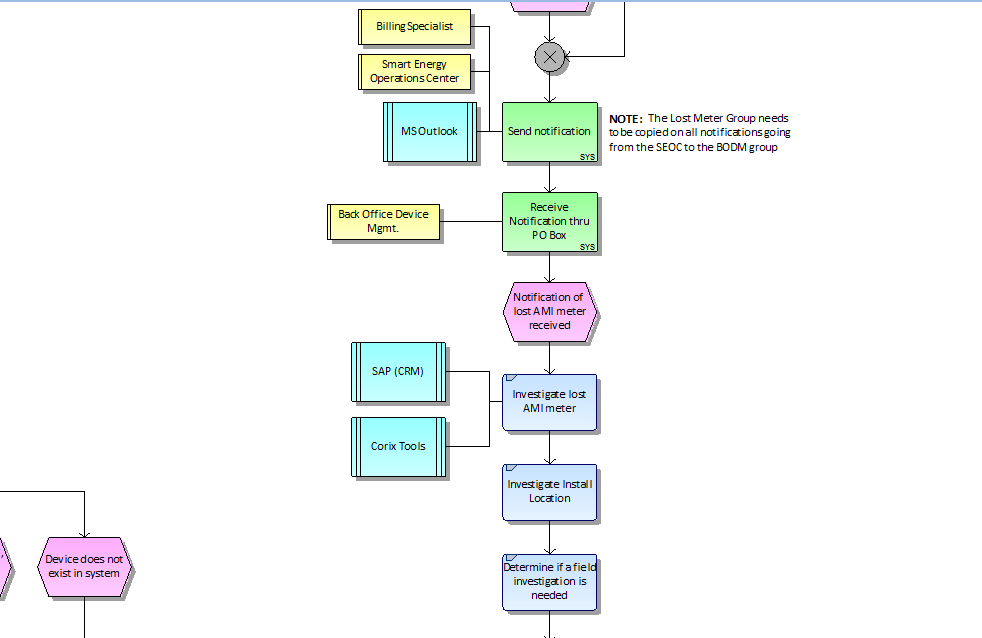 Billing Specialist
Smart Energy
Operations Center
MS Outlook
Send notification
SYS
NOTE: The Lost Meter Group needs
to be copied on all notifications going
from the SEOC to the BODM group
Back Office Device
Mgmt.
Receive
Notification thru
PO Box
SYS
Notification of
lost AMI meter
received
SAP (CRM)
Corix Tools
Investigate lost
AMI meter
Investigate Install
Location
Device does not
exist in system
Determine if a field
investigation is
needed